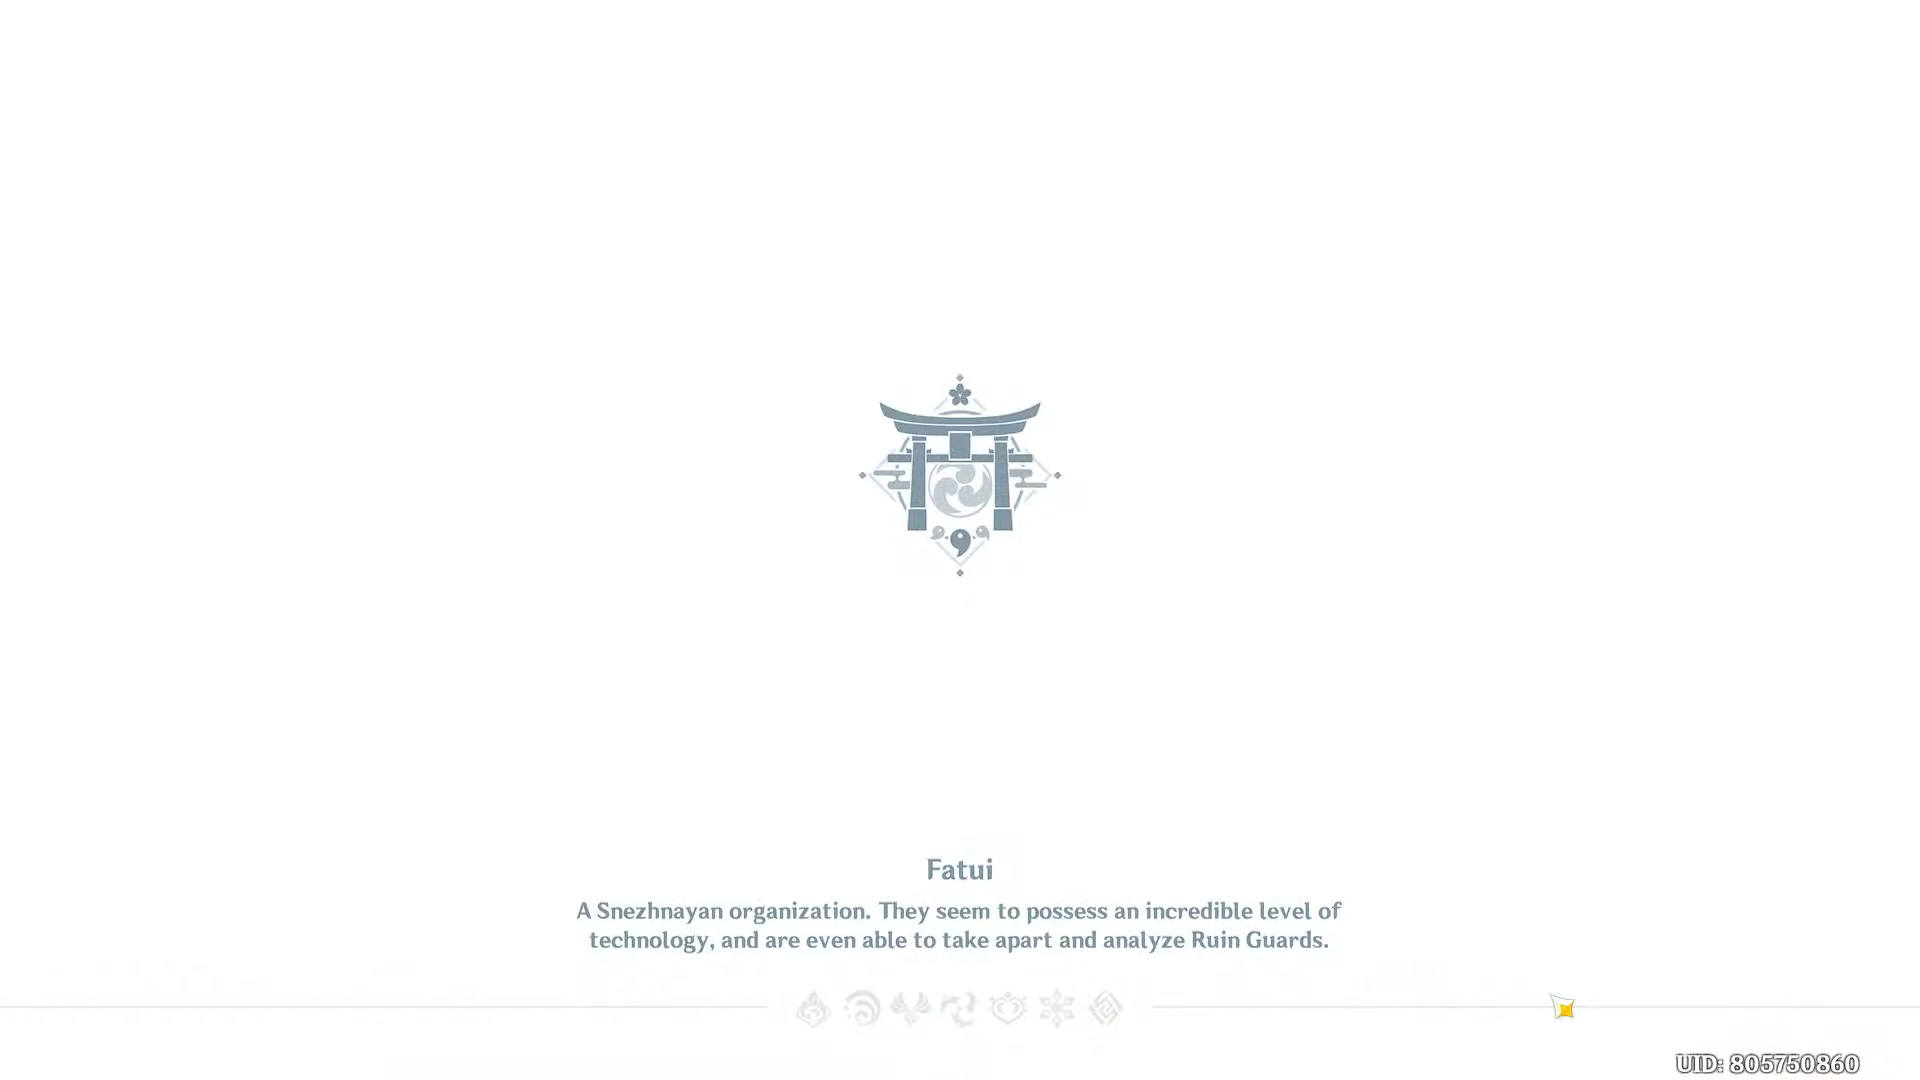 Fatui
A Snezhnayan organization. They seem to possess an incredible level of
technology, and are even able to take apart and analyze Ruin Guards.
UID: 805750860